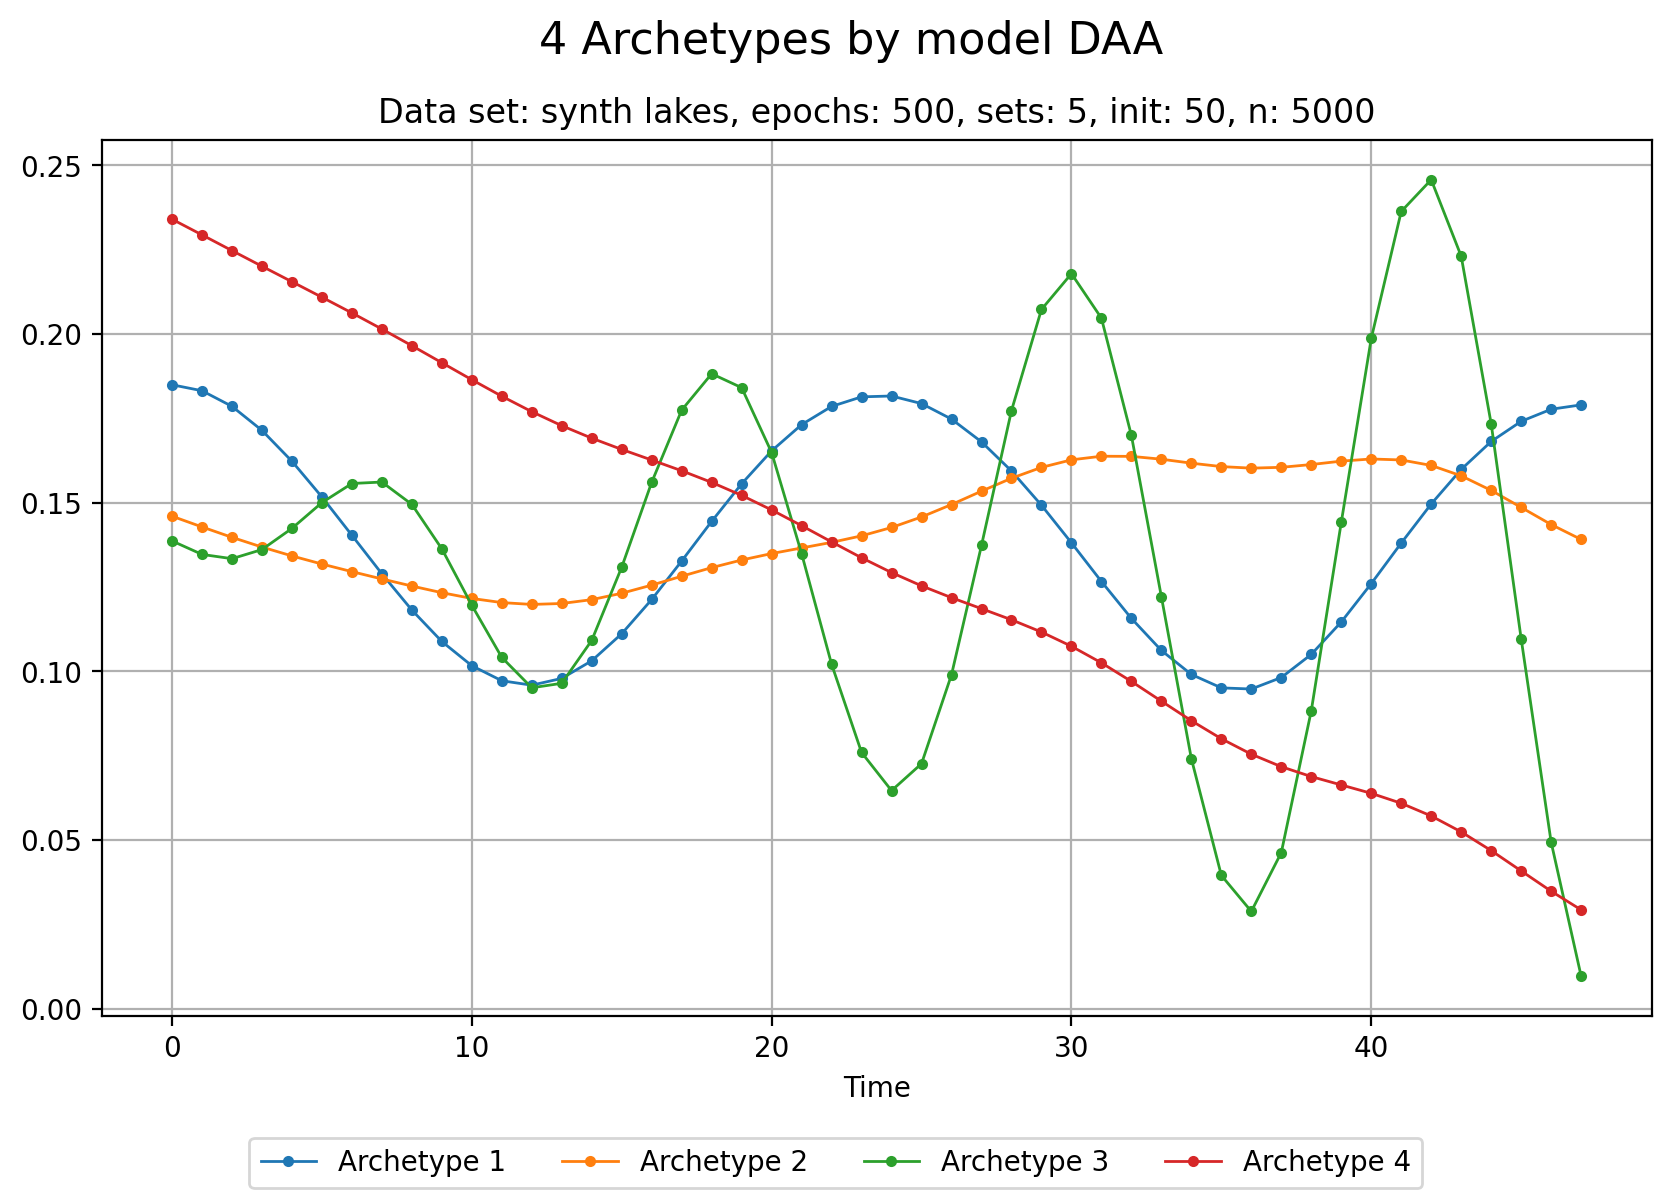 4 Archetypes by model DAA
Data set: synth lakes, epochs: 500, sets: 5, init: 50, n: 5000
0.25
0.20
0.15
0.10
0.05
0.00
0 10 20 30 40
Time
Archetype 1 Archetype 2 Archetype 3 Archetype 4